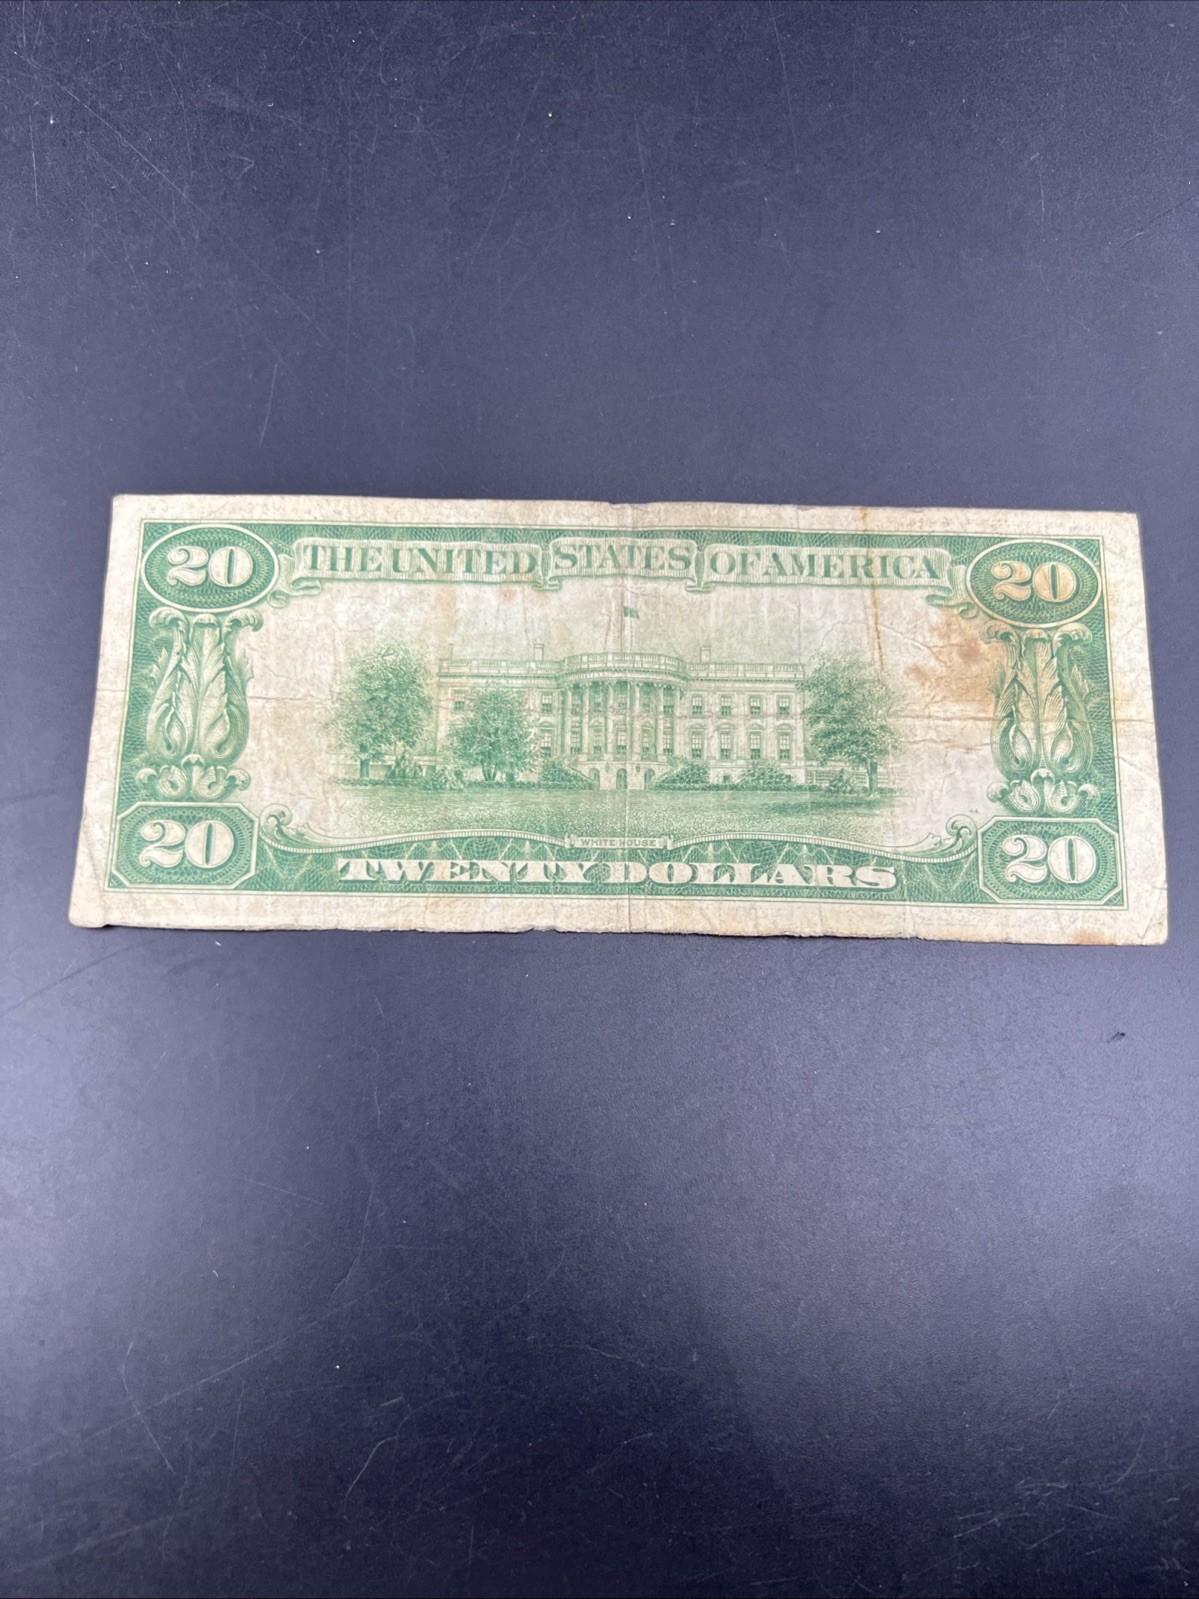 20 THE UNITED STATES OF AMERICA 20
WHITE HOUSE
20 TWENTY DOLLARS 20